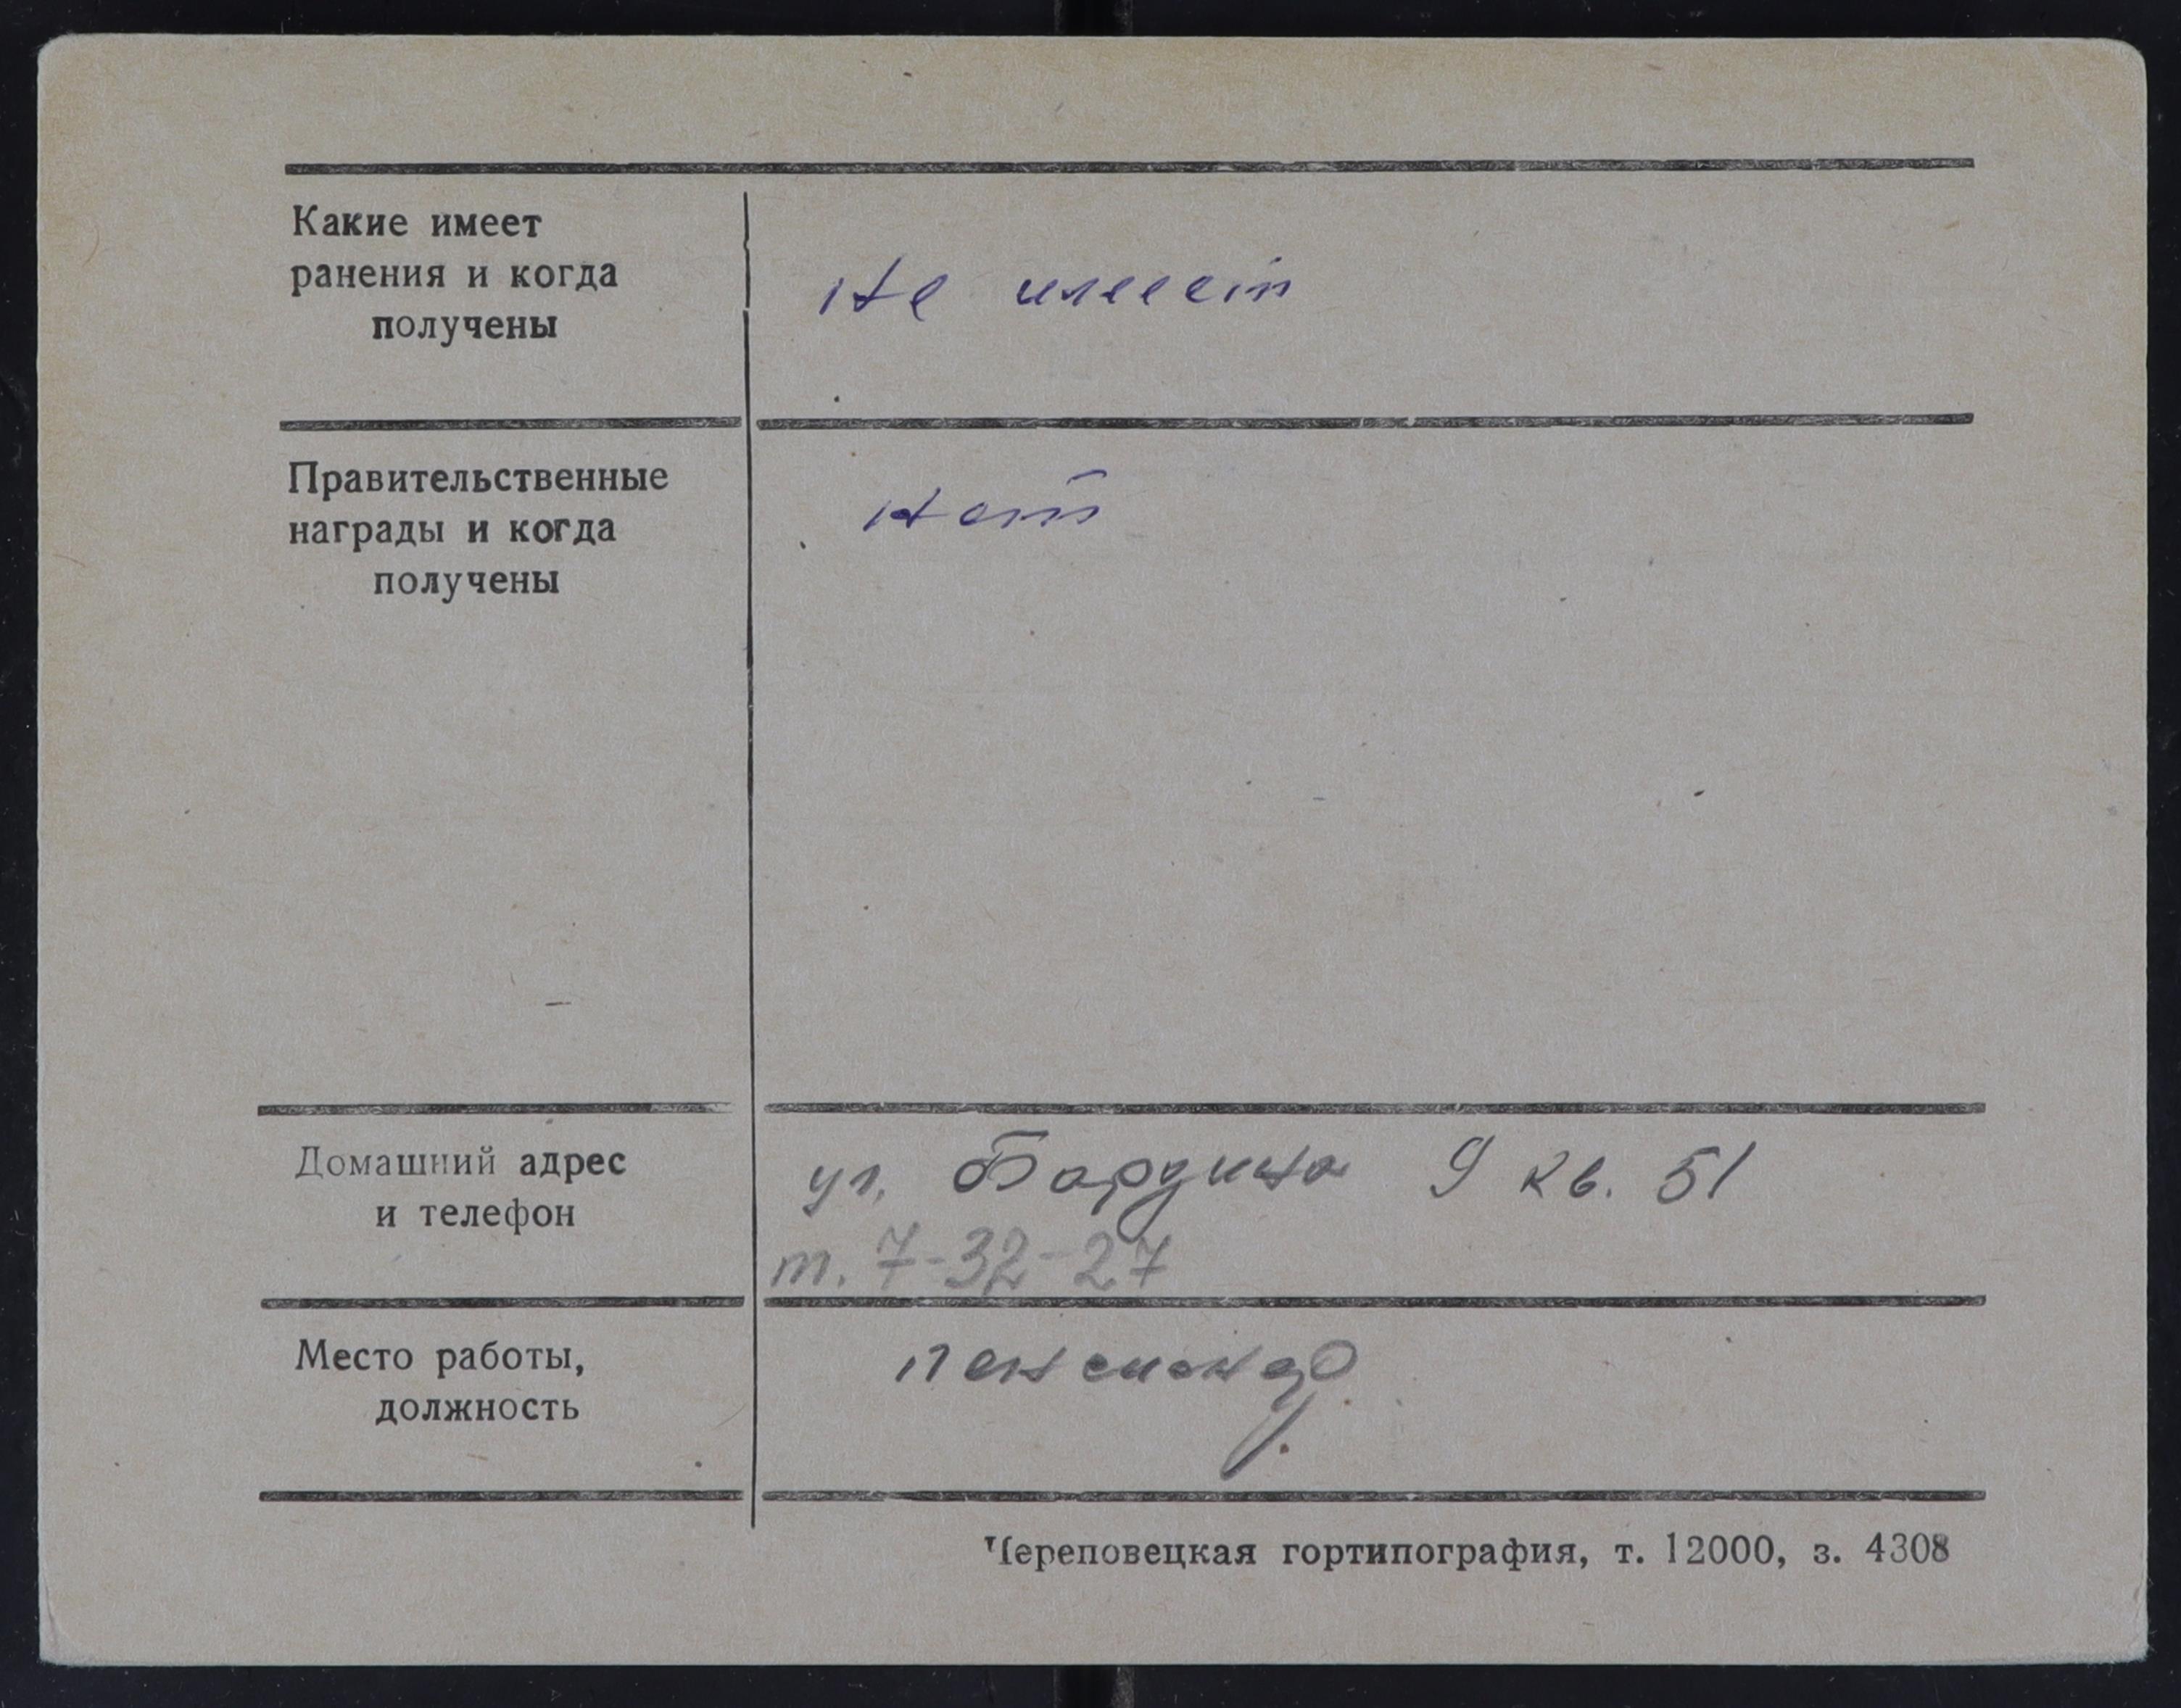 Какие имеет
ранения и когда
получены
не имеет
Правительственные
награды и когда
получены
нет
Домашний адрес
и телефон
ул. Бардина 9 кв. 51
т. 7-32-27
Место работы,
должность
пенсионер
Череповецкая гортипография, т. 12000, з. 4308